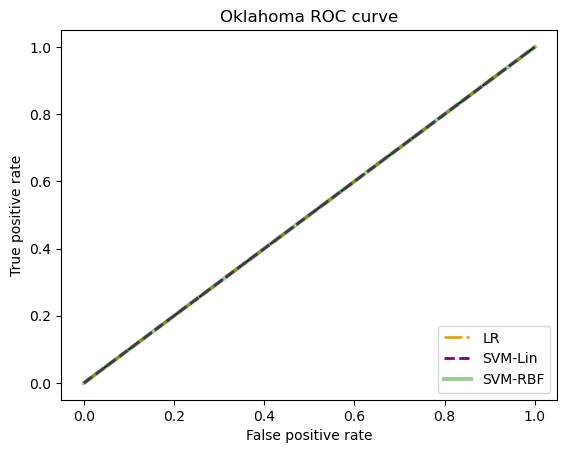 Oklahoma ROC curve
True positive rate
1.0
0.8
0.6
0.4
0.2
0.0
0.0 0.2 0.4 0.6 0.8 1.0
False positive rate
LR
SVM-Lin
SVM-RBF